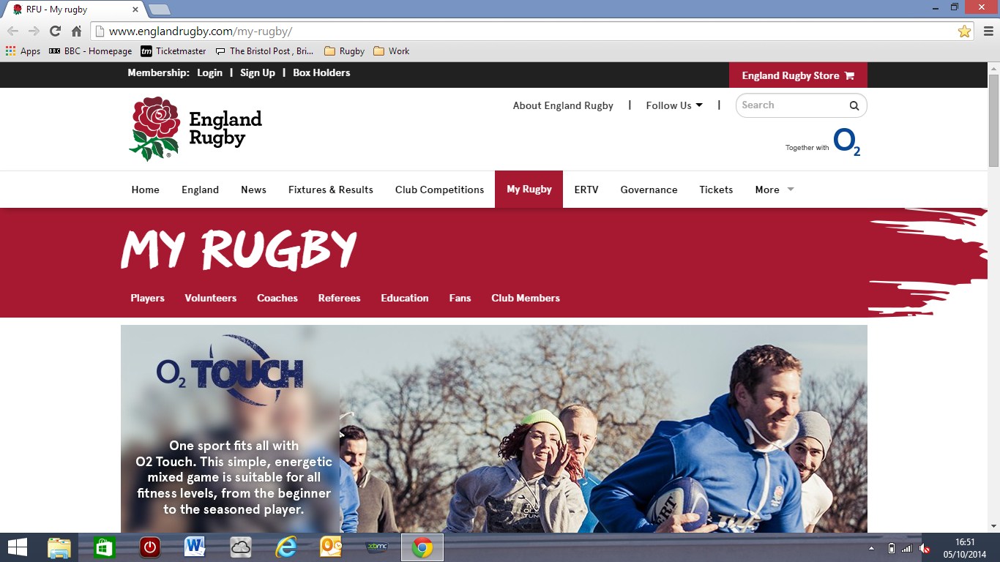 RFU - My rugby
www.englandrugby.com/my-rugby/
Apps BBC - Homepage tm Ticketmaster The Bristol Post , Bri... Rugby Work
Membership: Login | Sign Up | Box Holders England Rugby Store
About England Rugby | Follow Us | Search
England
Rugby
®
Together with O2
Home England News Fixtures & Results Club Competitions My Rugby ERTV Governance Tickets More
MY RUGBY
Players Volunteers Coaches Referees Education Fans Club Members
O2 TOUCH
One sport fits all with
O2 Touch. This simple, energetic
mixed game is suitable for all
fitness levels, from the beginner
to the seasoned player.
16:51
05/10/2014